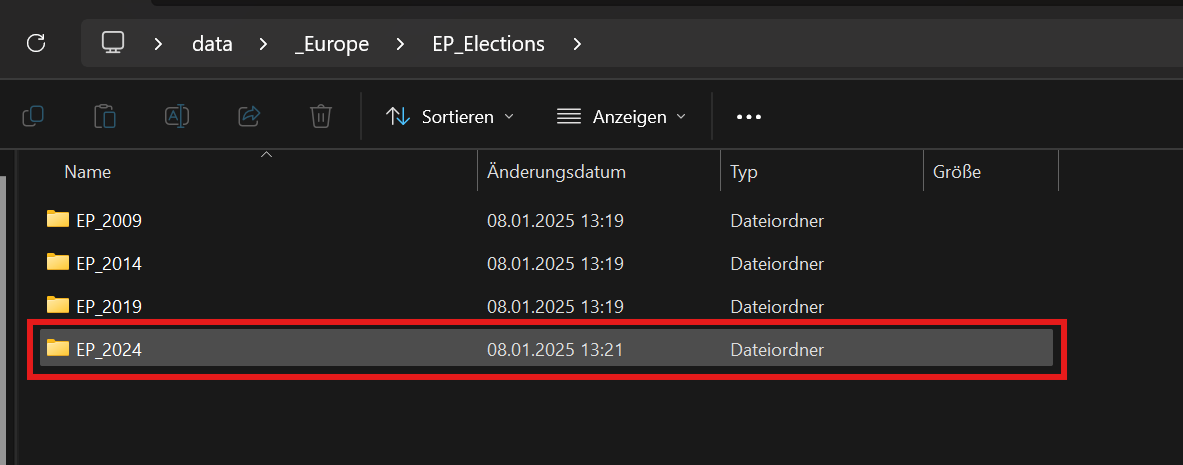 data _Europe EP_Elections
Sortieren Anzeigen
Name Änderungsdatum Typ Größe
EP_2009 08.01.2025 13:19 Dateiordner
EP_2014 08.01.2025 13:19 Dateiordner
EP_2019 08.01.2025 13:19 Dateiordner
EP_2024 08.01.2025 13:21 Dateiordner